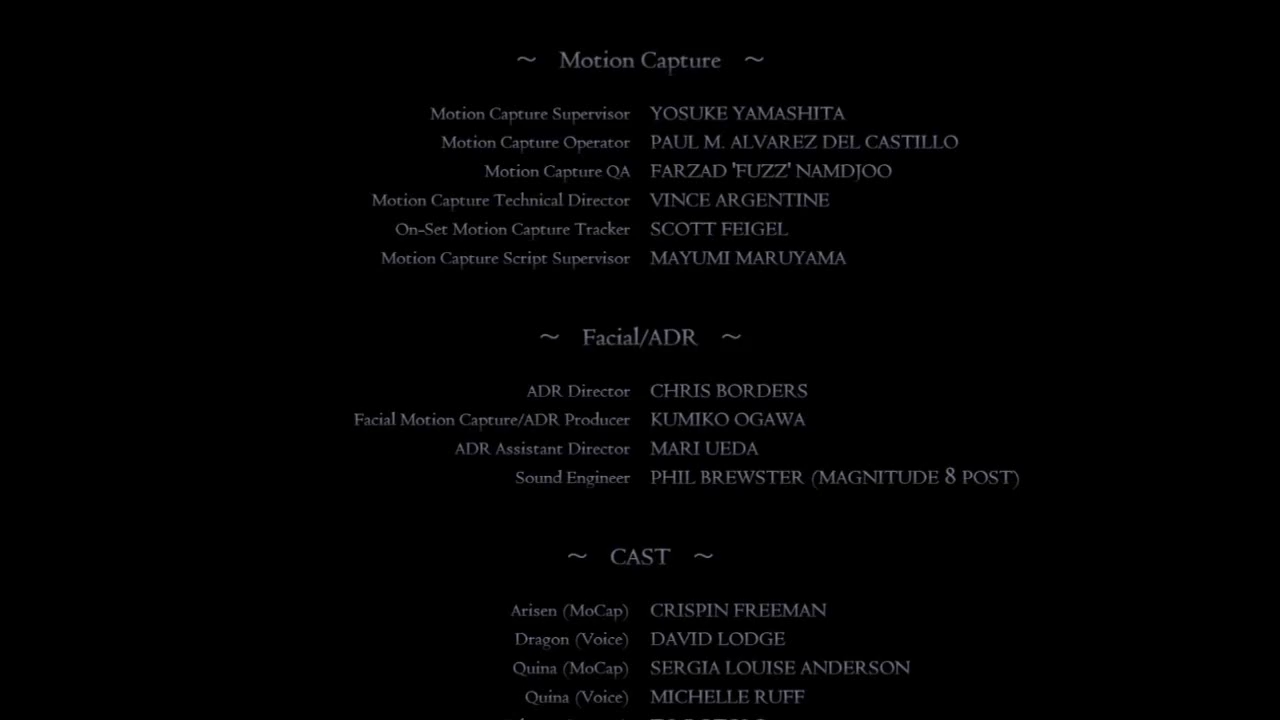 ~ Motion Capture ~
Motion Capture Supervisor YOSUKE YAMASHITA
Motion Capture Operator PAUL M. ALVAREZ DEL CASTILLO
Motion Capture QA FARZAD 'FUZZ' NAMDJOO
Motion Capture Technical Director VINCE ARGENTINE
On-Set Motion Capture Tracker SCOTT FEIGEL
Motion Capture Script Supervisor MAYUMI MARUYAMA
~ Facial/ADR ~
ADR Director CHRIS BORDERS
Facial Motion Capture/ADR Producer KUMIKO OGAWA
ADR Assistant Director MARI UEDA
Sound Engineer PHIL BREWSTER (MAGNITUDE 8 POST)
~ CAST ~
Arisen (MoCap) CRISPIN FREEMAN
Dragon (Voice) DAVID LODGE
Quina (MoCap) SERGIA LOUISE ANDERSON
Quina (Voice) MICHELLE RUFF